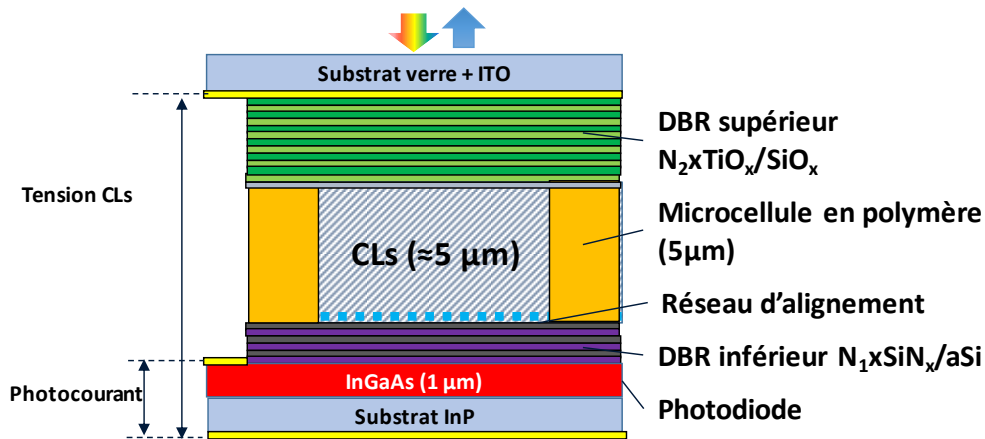 Substrat verre + ITO
DBR supérieur
N₂xTiOₓ/SiOₓ
Tension CLs
Microcellule en polymère
(5µm)
CLs (≈5 µm)
Réseau d'alignement
DBR inférieur N₁xSiNₓ/aSi
InGaAs (1 µm)
Photocourant
Photodiode
Substrat InP